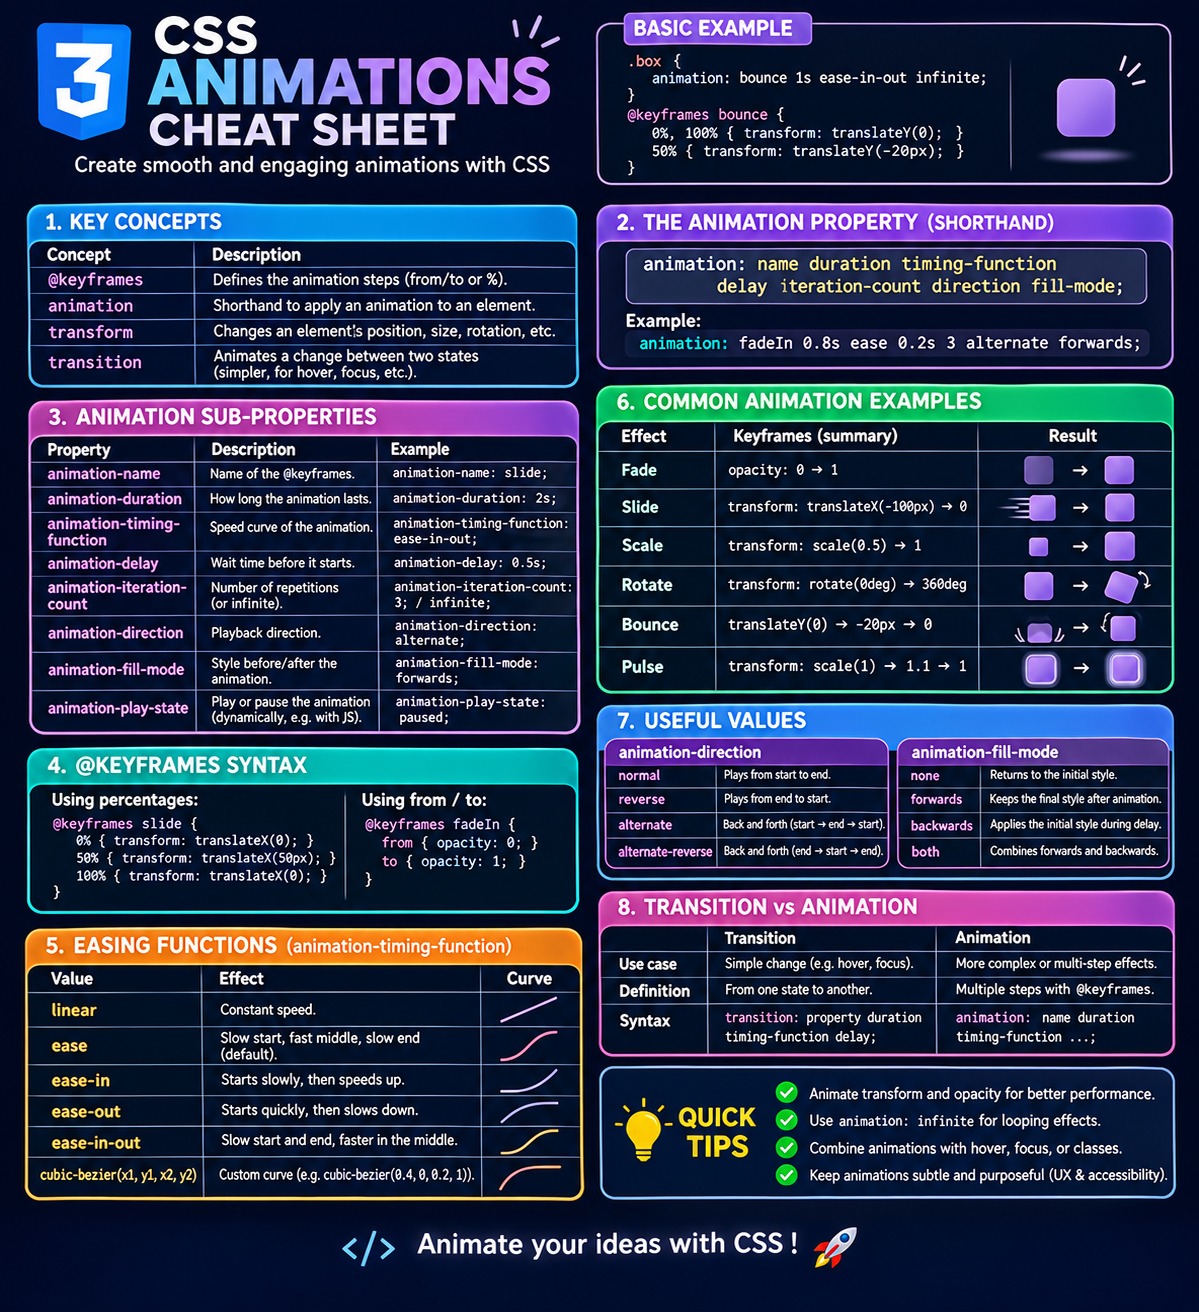 3
CSS
ANIMATIONS
CHEAT SHEET
Create smooth and engaging animations with CSS
BASIC EXAMPLE
.box {
animation: bounce 1s ease-in-out infinite;
}
@keyframes bounce {
0%, 100% { transform: translateY(0); }
50% { transform: translateY(-20px); }
}
1. KEY CONCEPTS
Concept Description
@keyframes Defines the animation steps (from/to or %).
animation Shorthand to apply an animation to an element.
transform Changes an element's position, size, rotation, etc.
transition Animates a change between two states
(simpler, for hover, focus, etc.).
2. THE ANIMATION PROPERTY (SHORTHAND)
animation: name duration timing-function
delay iteration-count direction fill-mode;
Example:
animation: fadeIn 0.8s ease 0.2s 3 alternate forwards;
3. ANIMATION SUB-PROPERTIES
Property Description Example
animation-name Name of the @keyframes. animation-name: slide;
animation-duration How long the animation lasts. animation-duration: 2s;
animation-timing- Speed curve of the animation. animation-timing-function:
function ease-in-out;
animation-delay Wait time before it starts. animation-delay: 0.5s;
animation-iteration- Number of repetitions animation-iteration-count:
count (or infinite). 3; / infinite;
animation-direction Playback direction. animation-direction:
alternate;
animation-fill-mode Style before/after the animation-fill-mode:
animation. forwards;
animation-play-state Play or pause the animation animation-play-state:
(dynamically, e.g. with JS). paused;
4. @KEYFRAMES SYNTAX
Using percentages:
@keyframes slide {
0% { transform: translateX(0); }
50% { transform: translateX(50px); }
100% { transform: translateX(0); }
}
Using from / to:
@keyframes fadeIn {
from { opacity: 0; }
to { opacity: 1; }
}
5. EASING FUNCTIONS (animation-timing-function)
Value Effect Curve
linear Constant speed.
ease Slow start, fast middle, slow end
(default).
ease-in Starts slowly, then speeds up.
ease-out Starts quickly, then slows down.
ease-in-out Slow start and end, faster in the middle.
cubic-bezier(x1, y1, x2, y2) Custom curve (e.g. cubic-bezier(0.4, 0, 0.2, 1)).
6. COMMON ANIMATION EXAMPLES
Effect Keyframes (summary) Result
Fade opacity: 0 → 1 →
Slide transform: translateX(-100px) → 0 →
Scale transform: scale(0.5) → 1 →
Rotate transform: rotate(0deg) → 360deg →
Bounce translateY(0) → -20px → 0 →
Pulse transform: scale(1) → 1.1 → 1 →
7. USEFUL VALUES
animation-direction
normal Plays from start to end.
reverse Plays from end to start.
alternate Back and forth (start → end → start).
alternate-reverse Back and forth (end → start → end).
animation-fill-mode
none Returns to the initial style.
forwards Keeps the final style after animation.
backwards Applies the initial style during delay.
both Combines forwards and backwards.
8. TRANSITION vs ANIMATION
Transition Animation
Use case Simple change (e.g. hover, focus). More complex or multi-step effects.
Definition From one state to another. Multiple steps with @keyframes.
Syntax transition: property duration animation: name duration
timing-function delay; timing-function ...;
QUICK
TIPS
Animate transform and opacity for better performance.
Use animation: infinite for looping effects.
Combine animations with hover, focus, or classes.
Keep animations subtle and purposeful (UX & accessibility).
</> Animate your ideas with CSS !